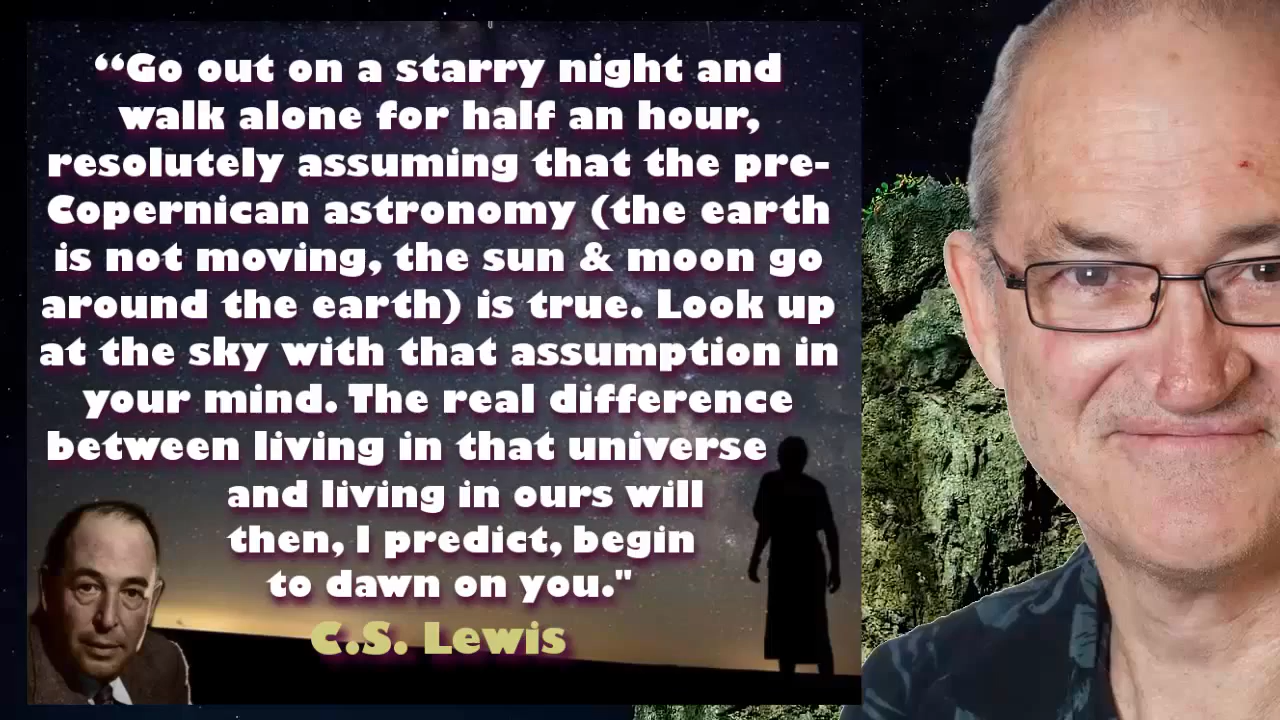 “Go out on a starry night and
walk alone for half an hour,
resolutely assuming that the pre-
Copernican astronomy (the earth
is not moving, the sun & moon go
around the earth) is true. Look up
at the sky with that assumption in
your mind. The real difference
between living in that universe
and living in ours will
then, I predict, begin
to dawn on you."
C.S. Lewis